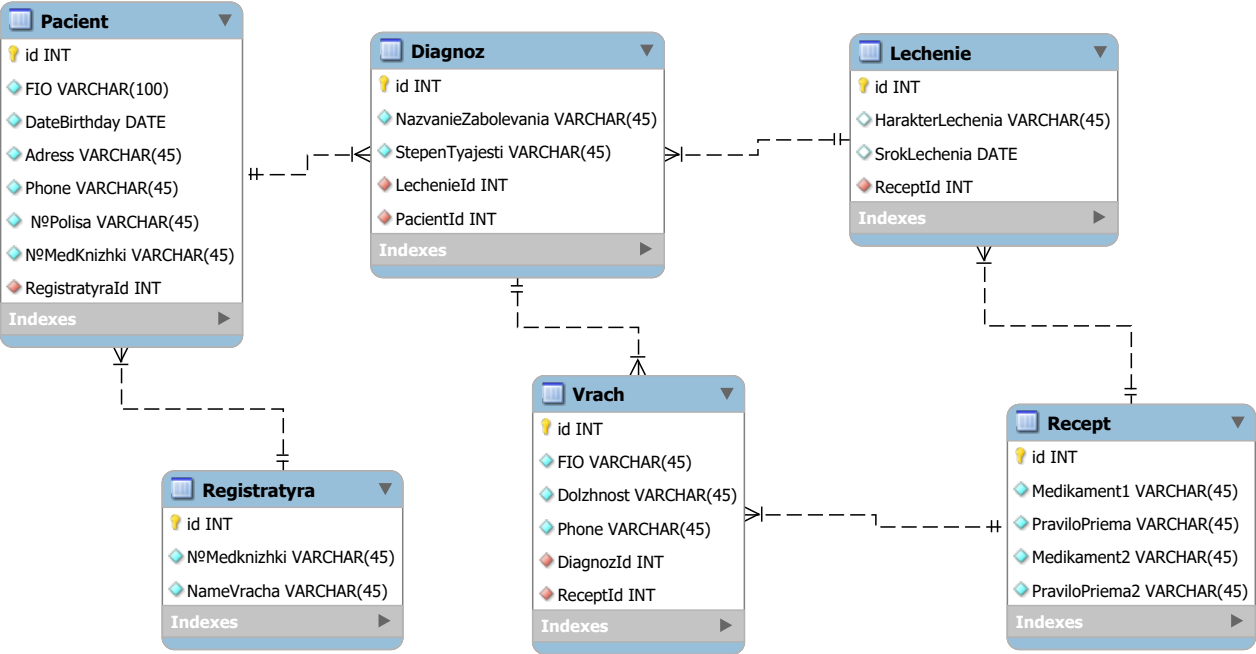 Pacient
id INT
FIO VARCHAR(100)
DateBirthday DATE
Adress VARCHAR(45)
Phone VARCHAR(45)
№Polisa VARCHAR(45)
№MedKnizhki VARCHAR(45)
RegistratyraId INT
Indexes
Diagnoz
id INT
NazvanieZabolevania VARCHAR(45)
StepenTyajesti VARCHAR(45)
LechenieId INT
PacientId INT
Indexes
Lechenie
id INT
HarakterLechenia VARCHAR(45)
SrokLechenia DATE
ReceptId INT
Indexes
Registratyra
id INT
№Medknizhki VARCHAR(45)
NameVracha VARCHAR(45)
Indexes
Vrach
id INT
FIO VARCHAR(45)
Dolzhnost VARCHAR(45)
Phone VARCHAR(45)
DiagnozId INT
ReceptId INT
Indexes
Recept
id INT
Medikament1 VARCHAR(45)
PraviloPriema VARCHAR(45)
Medikament2 VARCHAR(45)
PraviloPriema2 VARCHAR(45)
Indexes